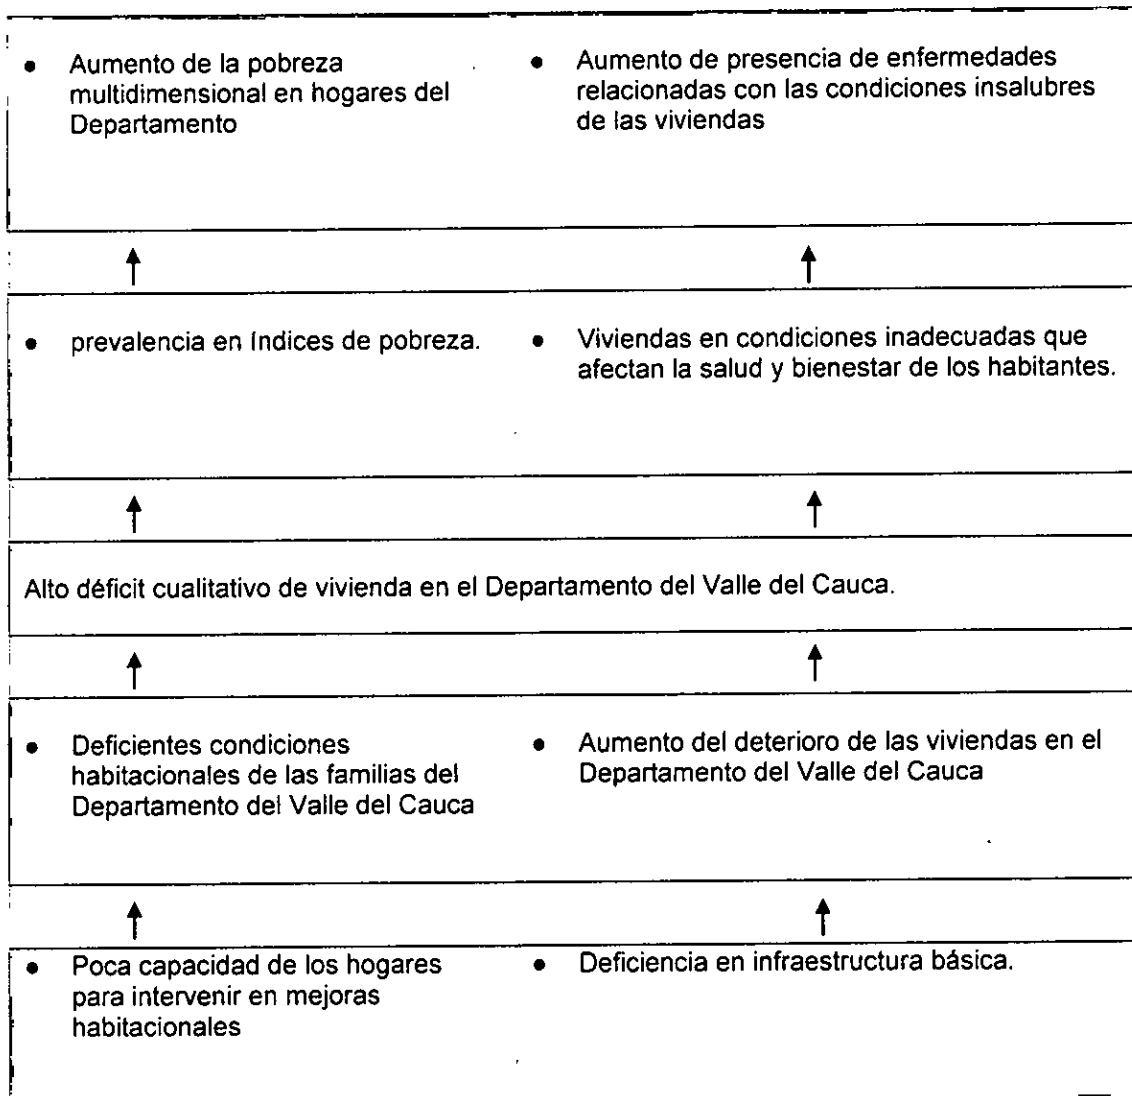 • Aumento de la pobreza
multidimensional en hogares del
Departamento
• Aumento de presencia de enfermedades
relacionadas con las condiciones insalubres
de las viviendas
• prevalencia en índices de pobreza.
• Viviendas en condiciones inadecuadas que
afectan la salud y bienestar de los habitantes.
Alto déficit cualitativo de vivienda en el Departamento del Valle del Cauca.
• Deficientes condiciones
habitacionales de las familias del
Departamento del Valle del Cauca
• Aumento del deterioro de las viviendas en el
Departamento del Valle del Cauca
• Poca capacidad de los hogares
para intervenir en mejoras
habitacionales
• Deficiencia en infraestructura básica.